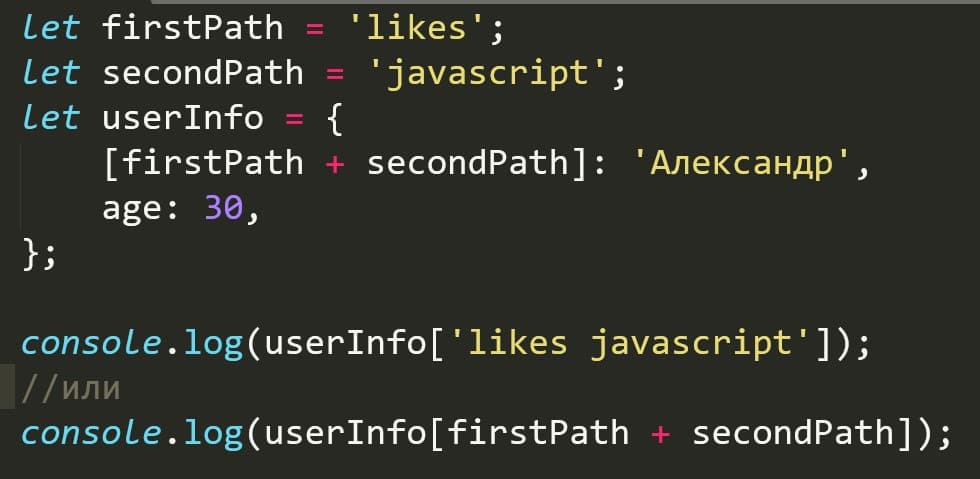 let firstPath = 'likes';
let secondPath = 'javascript';
let userInfo = {
    [firstPath + secondPath]: 'Александр',
    age: 30,
};
console.log(userInfo['likes javascript']);
//или
console.log(userInfo[firstPath + secondPath]);